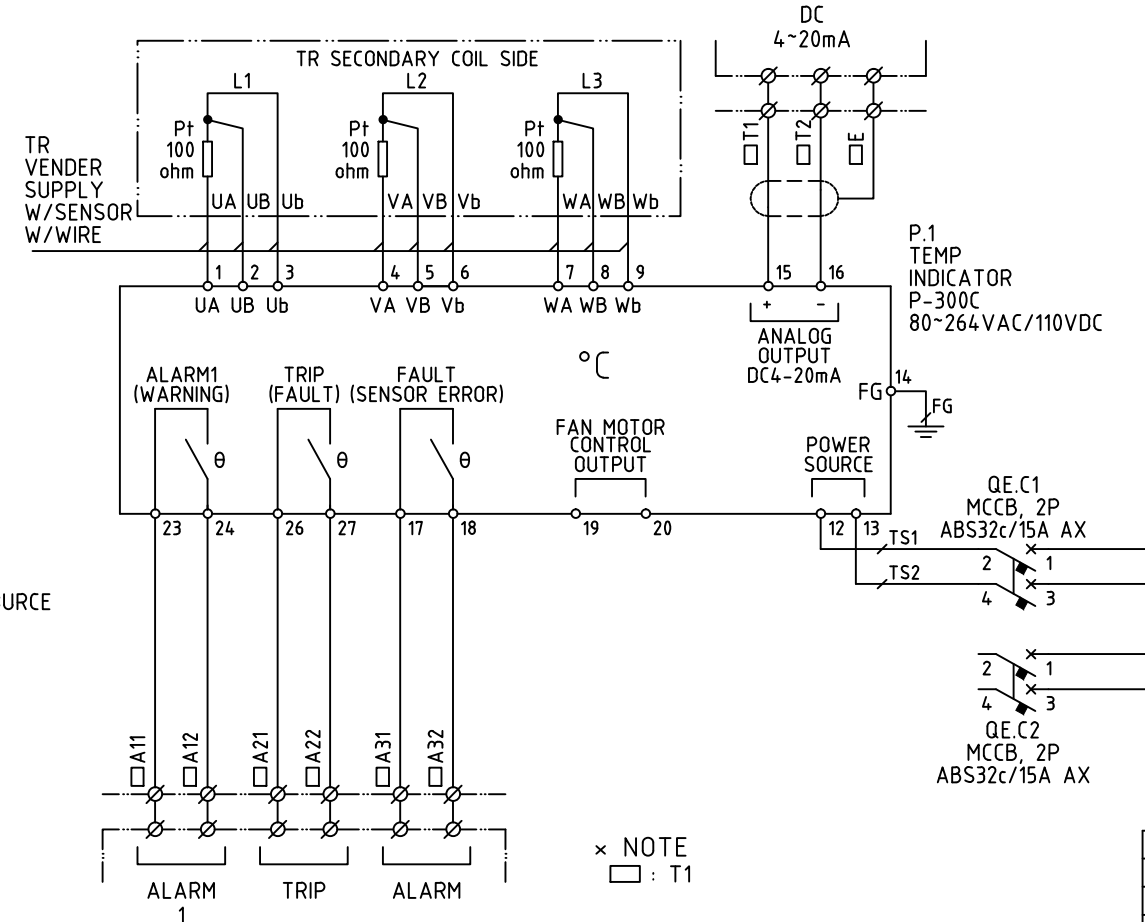 DC
4~20mA
TR SECONDARY COIL SIDE
L1 L2 L3
Pt
100
ohm
Pt
100
ohm
Pt
100
ohm
UA UB Ub
VA VB Vb
WA WB Wb
TR
VENDER
SUPPLY
W/SENSOR
W/WIRE
T1
T2
E
1 2 3 4 5 6 7 8 9 15 16
UA UB Ub VA VB Vb WA WB Wb
+ -
ANALOG
OUTPUT
DC4-20mA
P.1
TEMP
INDICATOR
P-300C
80~264VAC/110VDC
°C
14
FG
FG
ALARM1
(WARNING)
TRIP
(FAULT)
FAULT
(SENSOR ERROR)
θ θ θ
FAN MOTOR
CONTROL
OUTPUT
POWER
SOURCE
23 24 26 27 17 18 19 20 12 13
TS1
TS2
QE.C1
MCCB, 2P
ABS32c/15A AX
2 1
4 3
2 1
4 3
QE.C2
MCCB, 2P
ABS32c/15A AX
URCE
A11
A12
A21
A22
A31
A32
ALARM
1
TRIP
ALARM
× NOTE
: T1